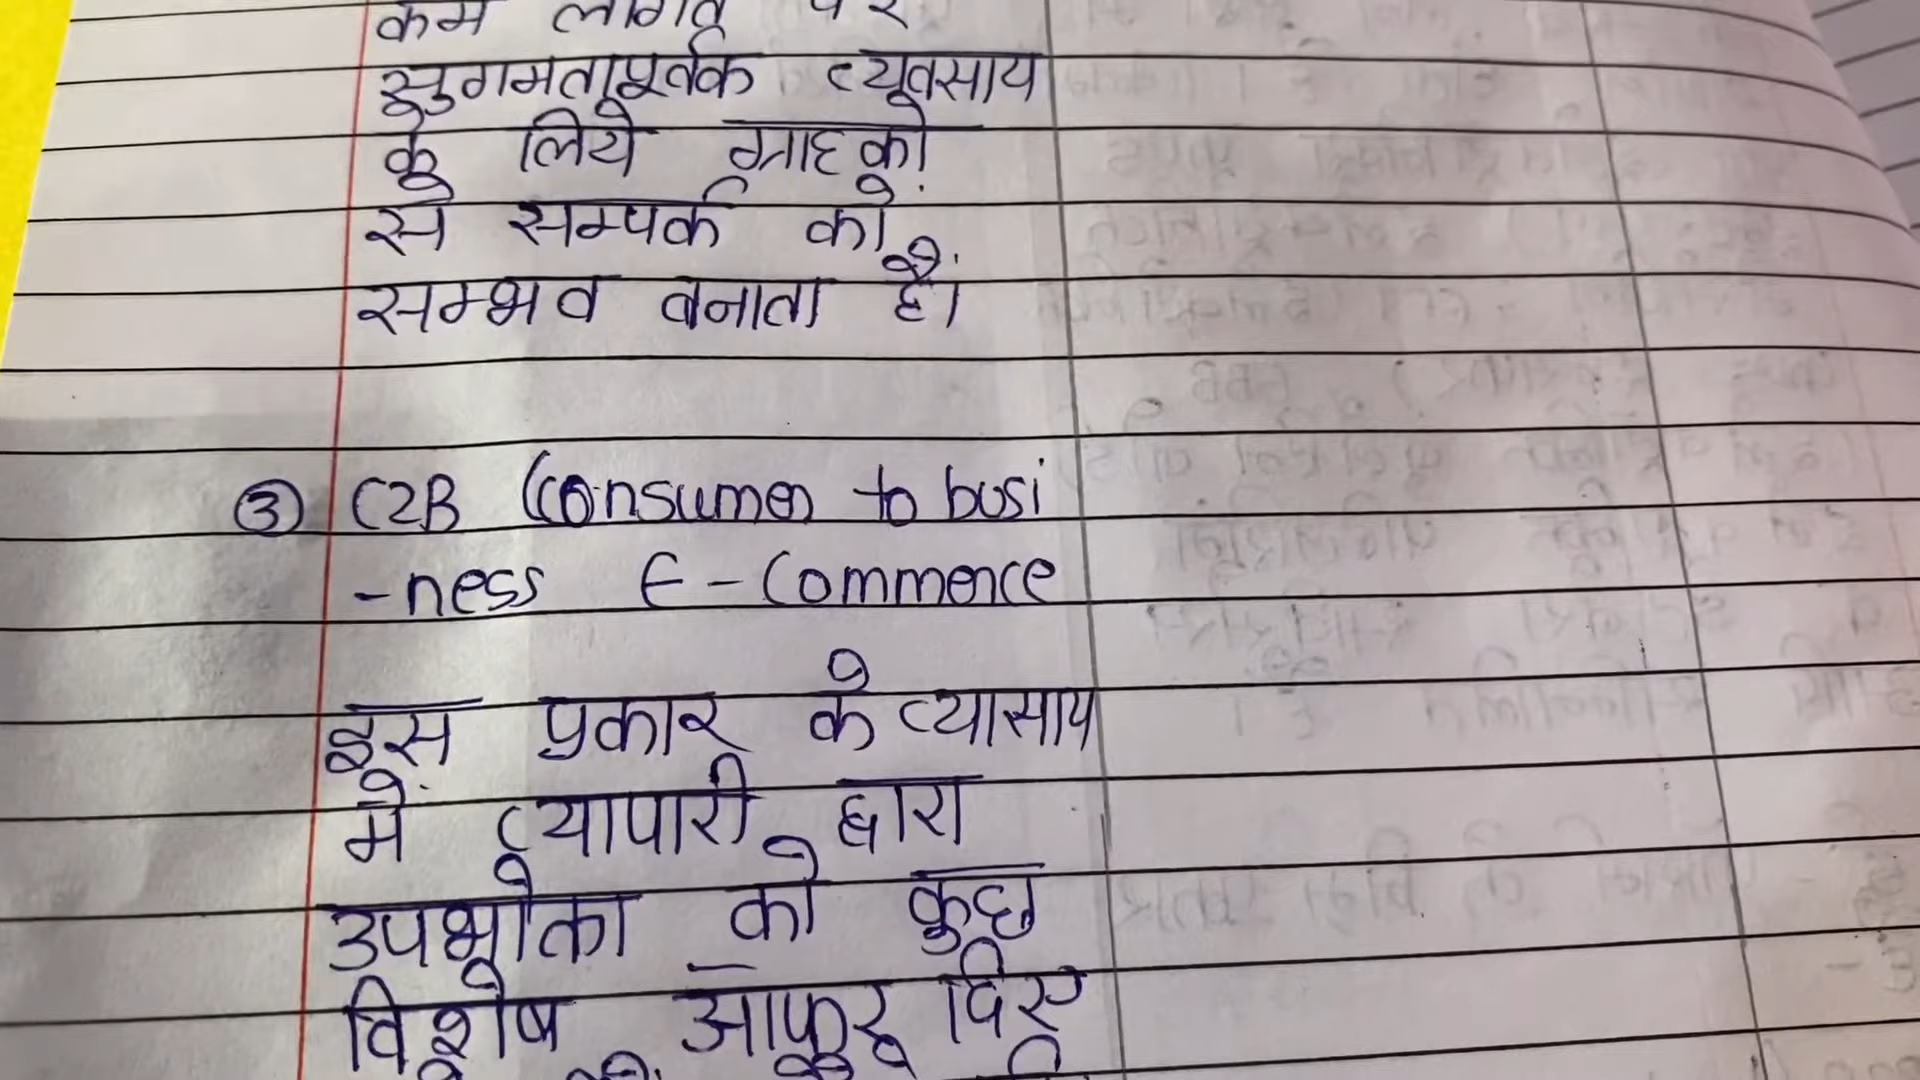 कम लागत पर
सुगमतापूर्वक व्यवसाय
के लिये ग्राहकों
से सम्पर्क को
सम्भव बनाता है।
③ C2B (Consumer to busi
-ness E-Commerce
इस प्रकार के व्यासाय
में व्यापारी द्वारा
उपभोक्ता को कुछ
विशेष आफर दिए